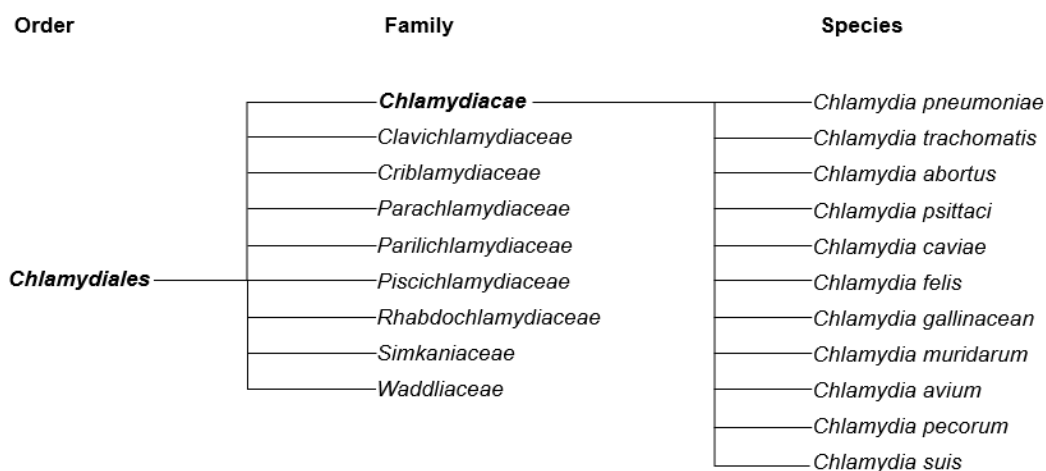 Order Family Species
Chlamydiacae Chlamydia pneumoniae
Clavichlamydiaceae Chlamydia trachomatis
Criblamydiaceae Chlamydia abortus
Parachlamydiaceae Chlamydia psittaci
Parilichlamydiaceae Chlamydia caviae
Chlamydiales Piscichlamydiaceae Chlamydia felis
Rhabdochlamydiaceae Chlamydia gallinacean
Simkaniaceae Chlamydia muridarum
Waddliaceae Chlamydia avium
Chlamydia pecorum
Chlamydia suis